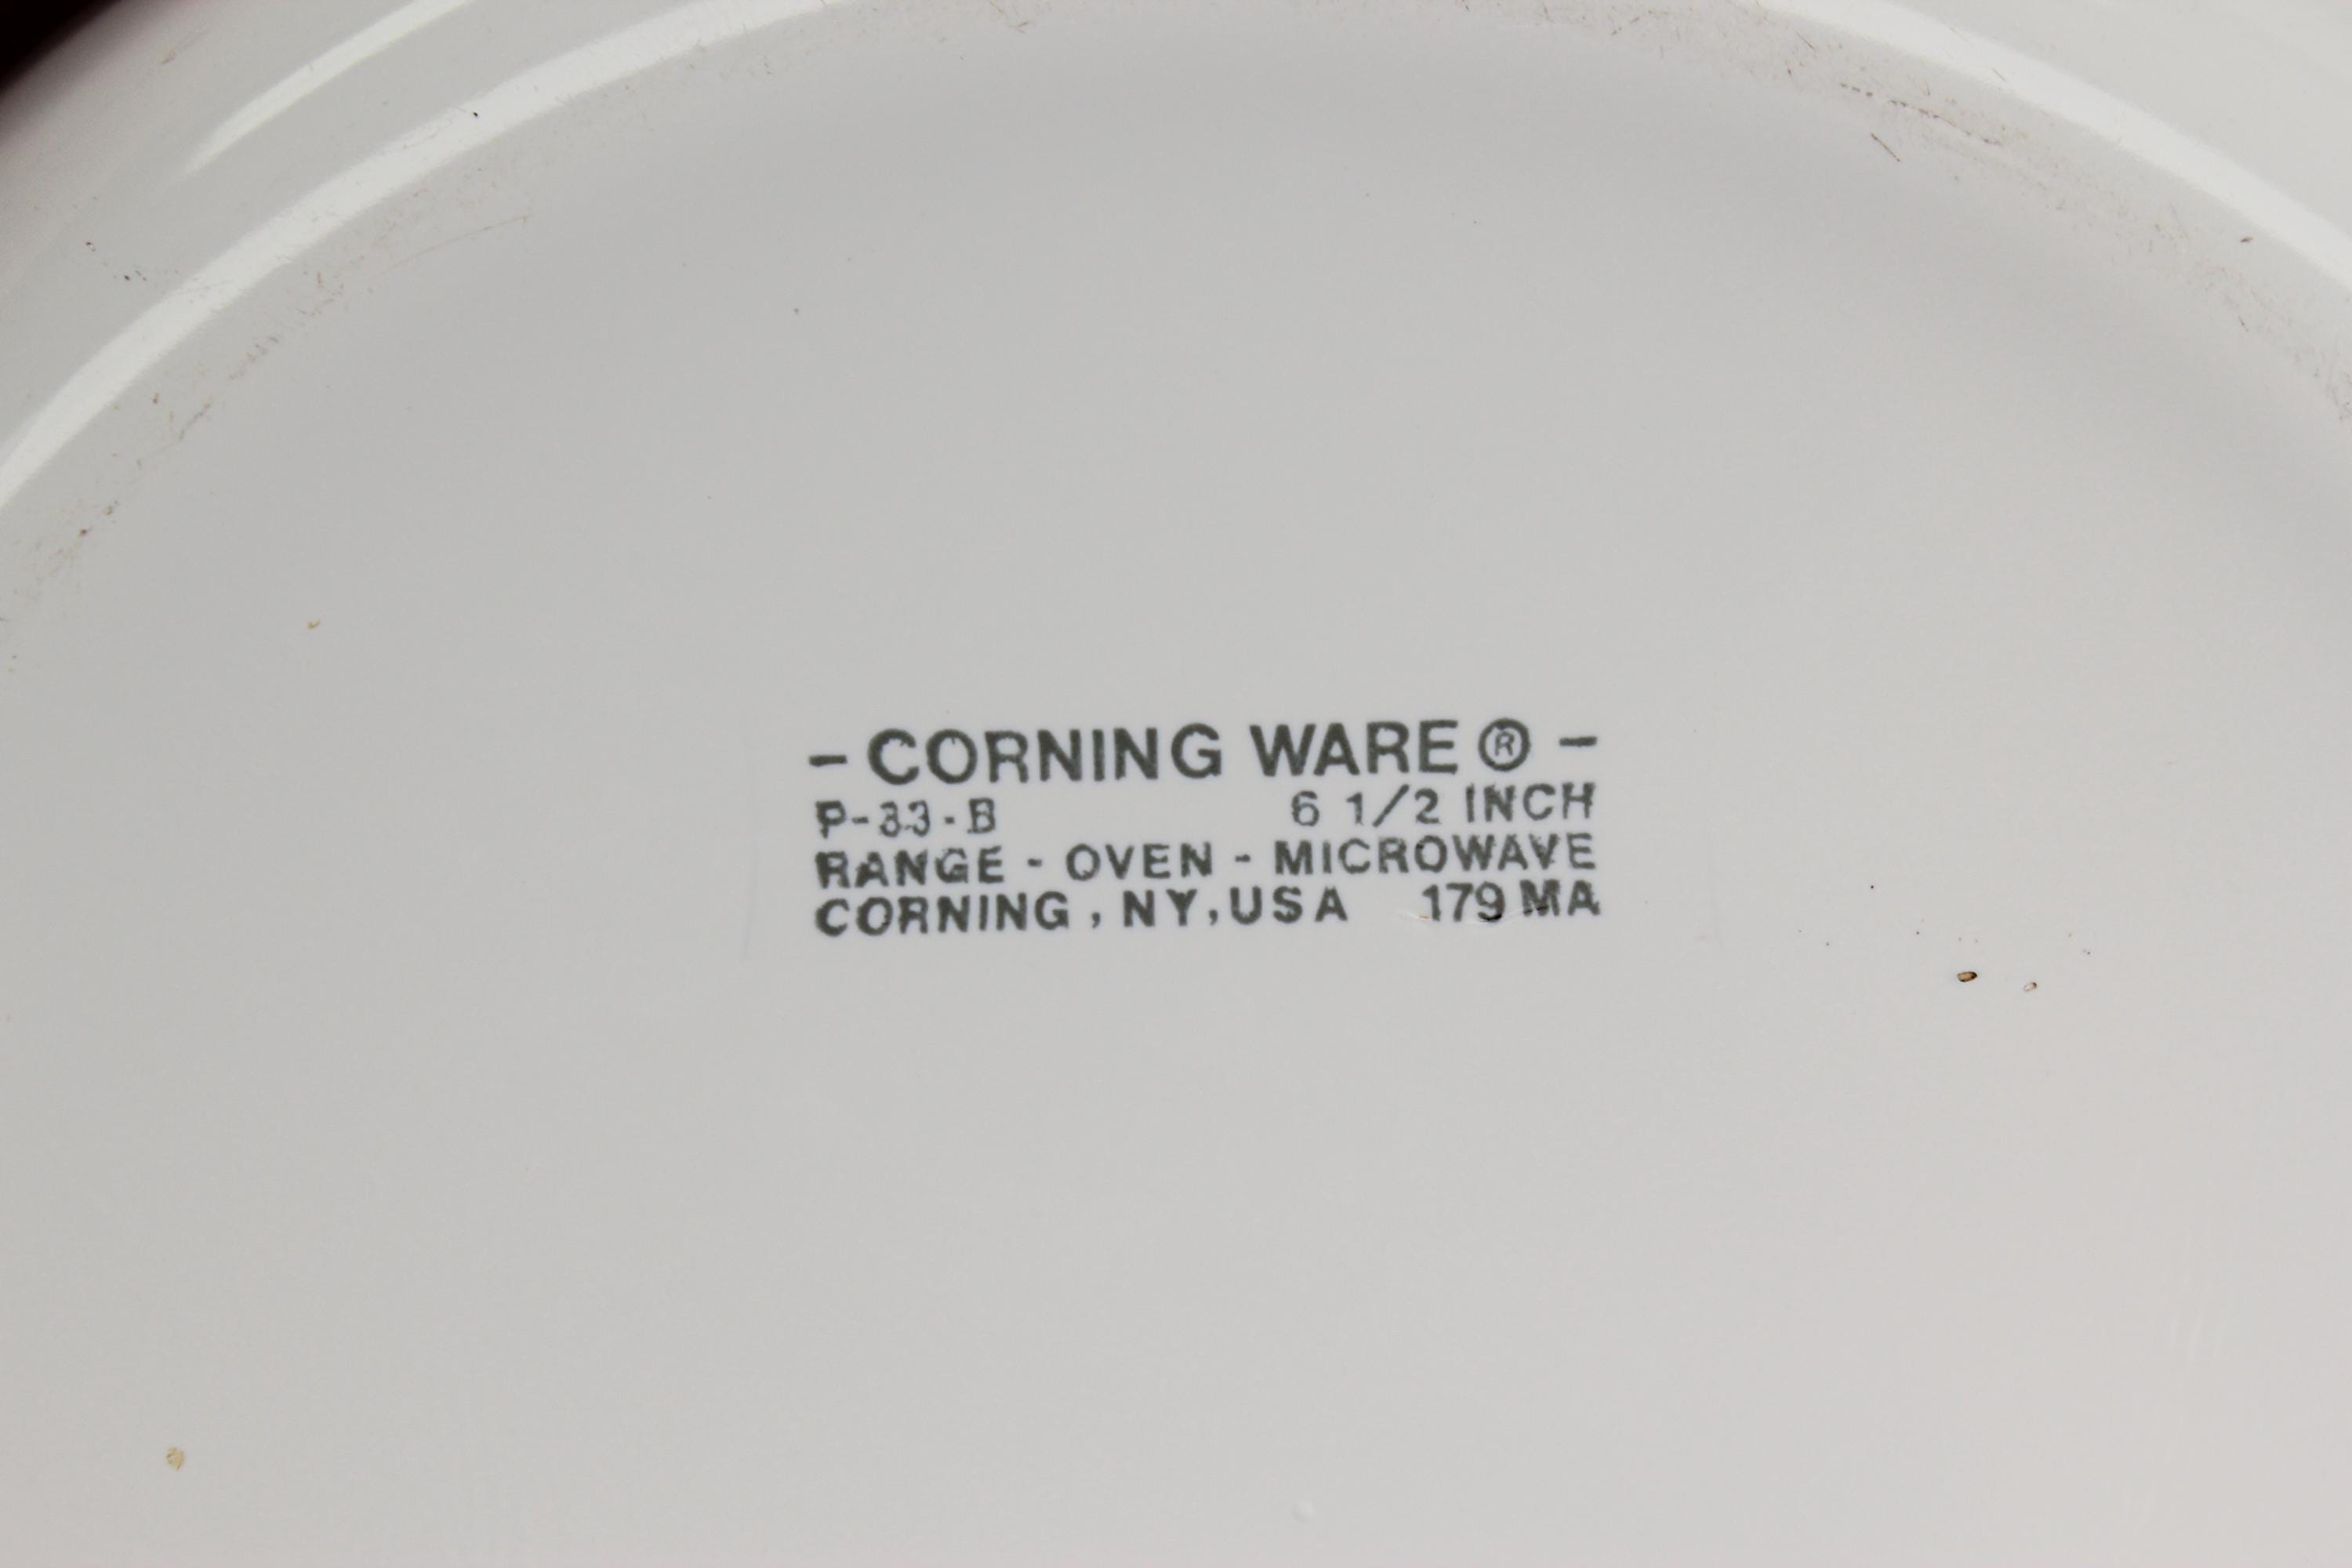 - CORNING WARE ® -
P-33-B 6 1/2 INCH
RANGE - OVEN - MICROWAVE
CORNING, NY, USA 179 MA